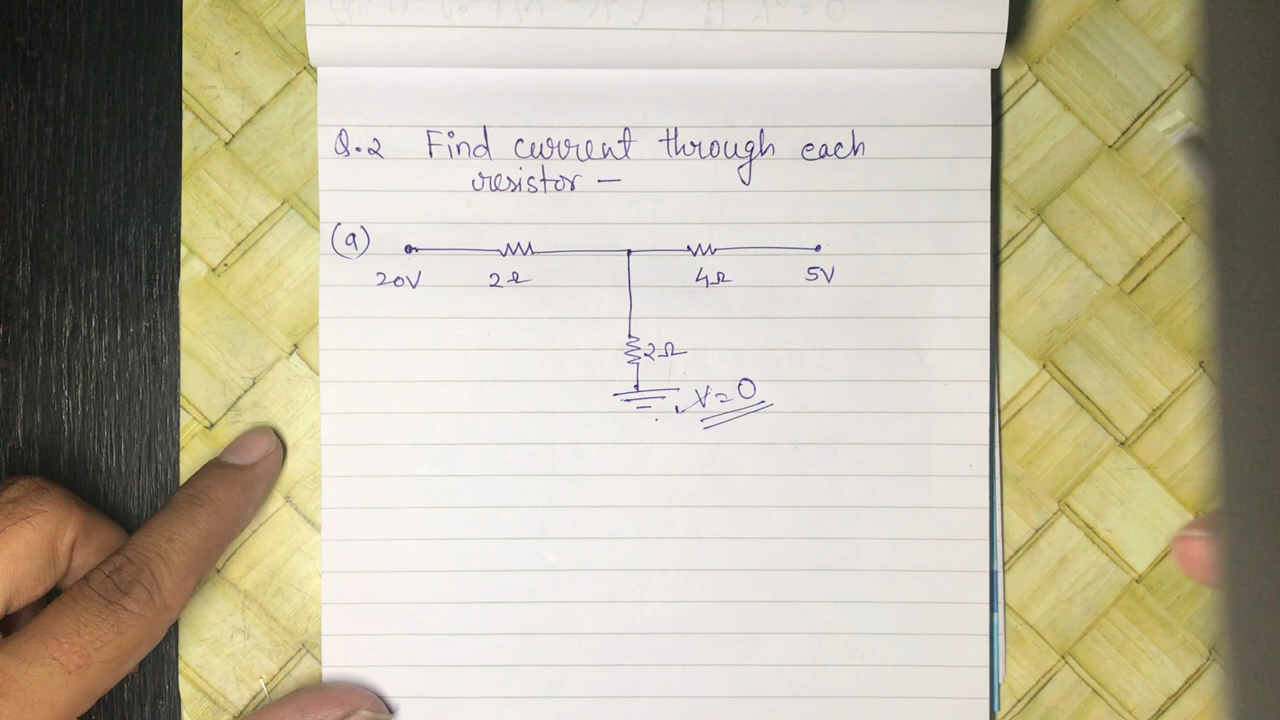 Q.2 Find current through each
resistor —
(a)
20V 2Ω 4Ω 5V
2Ω
V=0